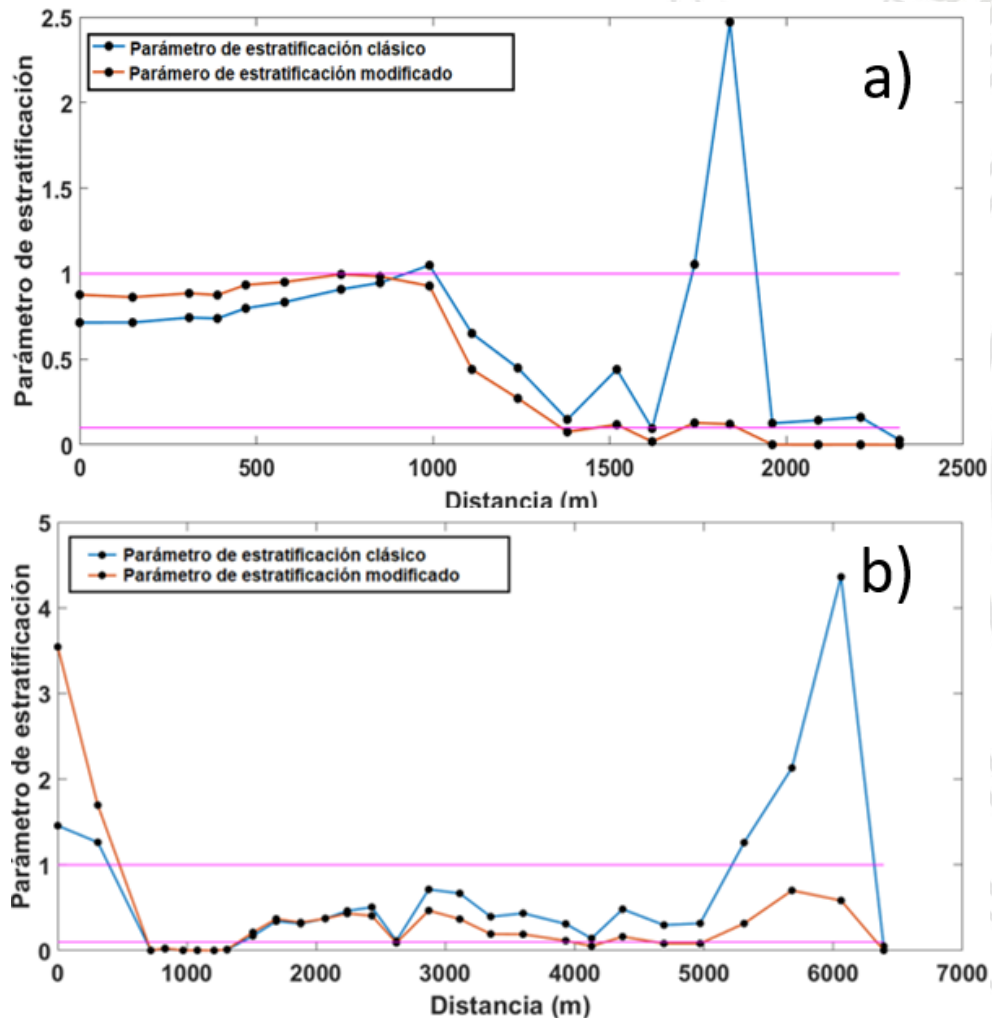 2.5
Parámetro de estratificación clásico
Parámero de estratificación modificado
a)
2
1.5
1
0.5
0
Parámetro de estratificación
0 500 1000 1500 2000 2500
Distancia (m)
5
Parámetro de estratificación clásico
Parámetro de estratificación modificado
b)
4
3
2
1
0
Parámetro de estratificación
0 1000 2000 3000 4000 5000 6000 7000
Distancia (m)